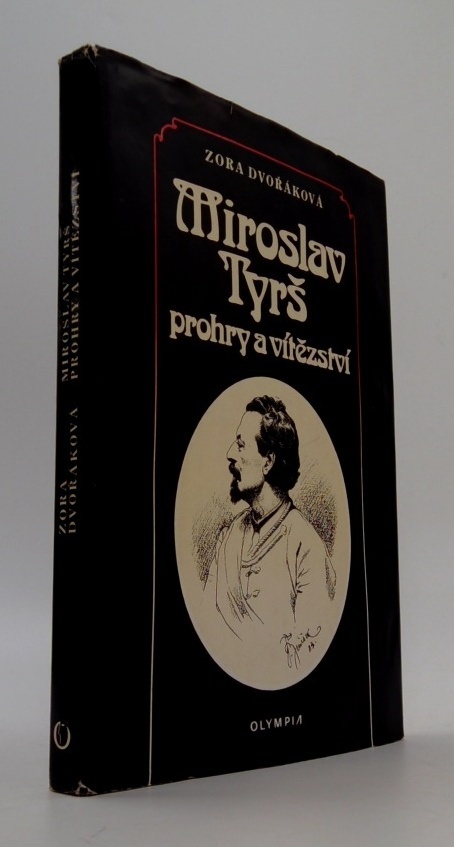 ZORA DVOŘÁKOVÁ
Miroslav
Tyrš
prohry a vítězství
OLYMPIA
ZORA
DVOŘÁKOVÁ
MIROSLAV TYRŠ
PROHRY A VÍTĚZSTVÍ